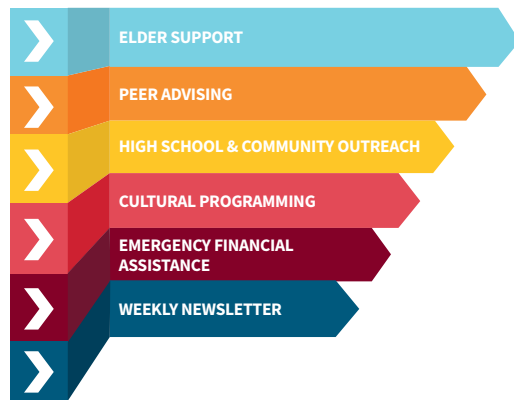 ELDER SUPPORT
PEER ADVISING
HIGH SCHOOL & COMMUNITY OUTREACH
CULTURAL PROGRAMMING
EMERGENCY FINANCIAL
ASSISTANCE
WEEKLY NEWSLETTER